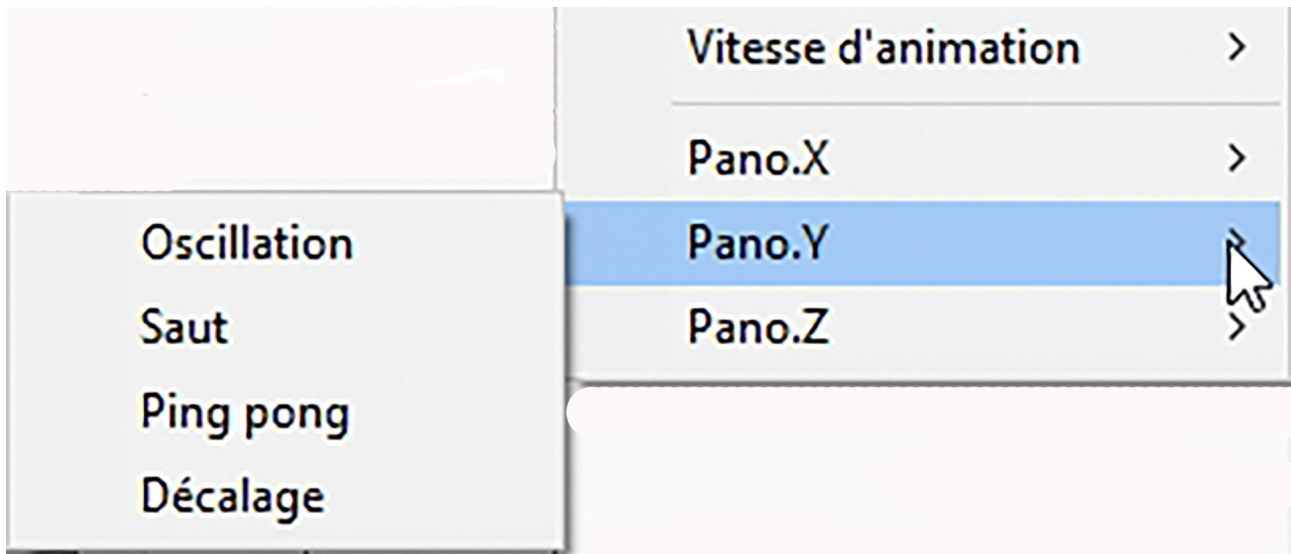 Vitesse d'animation
Pano.X
Pano.Y
Pano.Z
Oscillation
Saut
Ping pong
Décalage